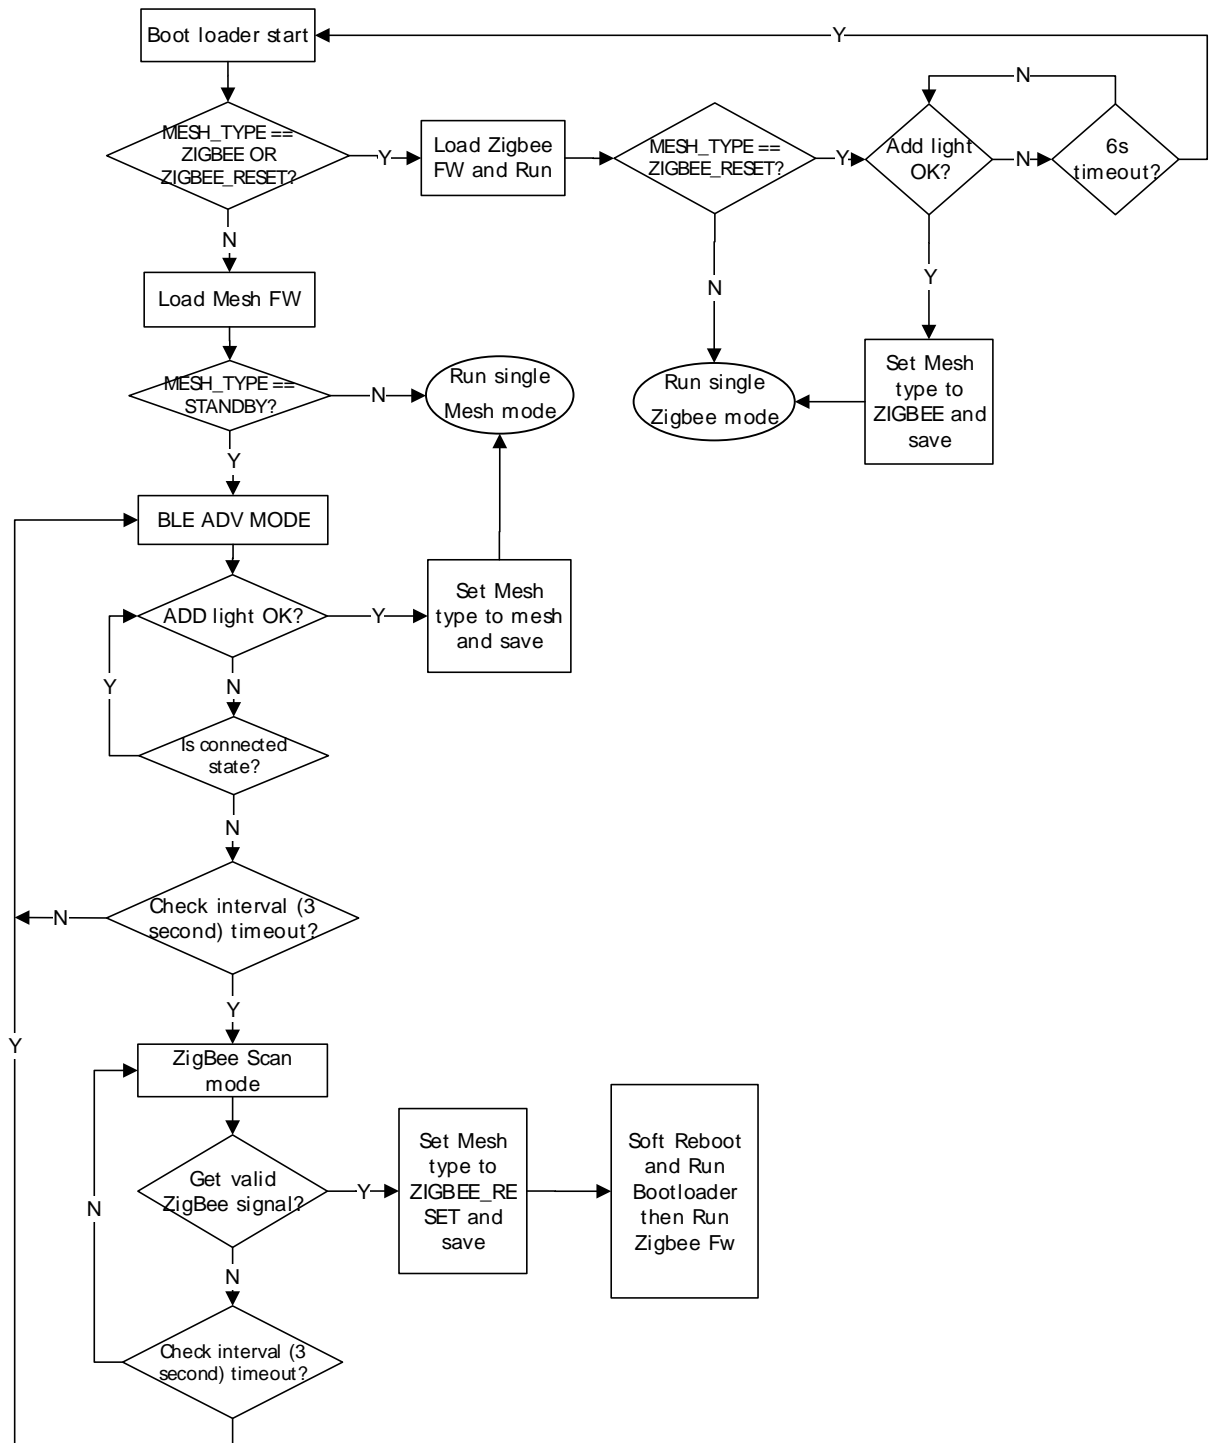 Boot loader start
Y
N
MESH_TYPE ==
ZIGBEE OR
ZIGBEE_RESET?
Y
Load Zigbee
FW and Run
MESH_TYPE ==
ZIGBEE_RESET?
Y
Add light
OK?
N
6s
timeout?
N
Load Mesh FW
N
Y
MESH_TYPE ==
STANDBY?
N
Run single
Mesh mode
Run single
Zigbee mode
Set Mesh
type to
ZIGBEE and
save
Y
BLE ADV MODE
ADD light OK?
Y
Set Mesh
type to mesh
and save
Y
N
Is connected
state?
N
Check interval (3
second) timeout?
N
Y
Y
ZigBee Scan
mode
Get valid
ZigBee signal?
Y
Set Mesh
type to
ZIGBEE_RE
SET and
save
Soft Reboot
and Run
Bootloader
then Run
Zigbee Fw
N
N
Check interval (3
second) timeout?